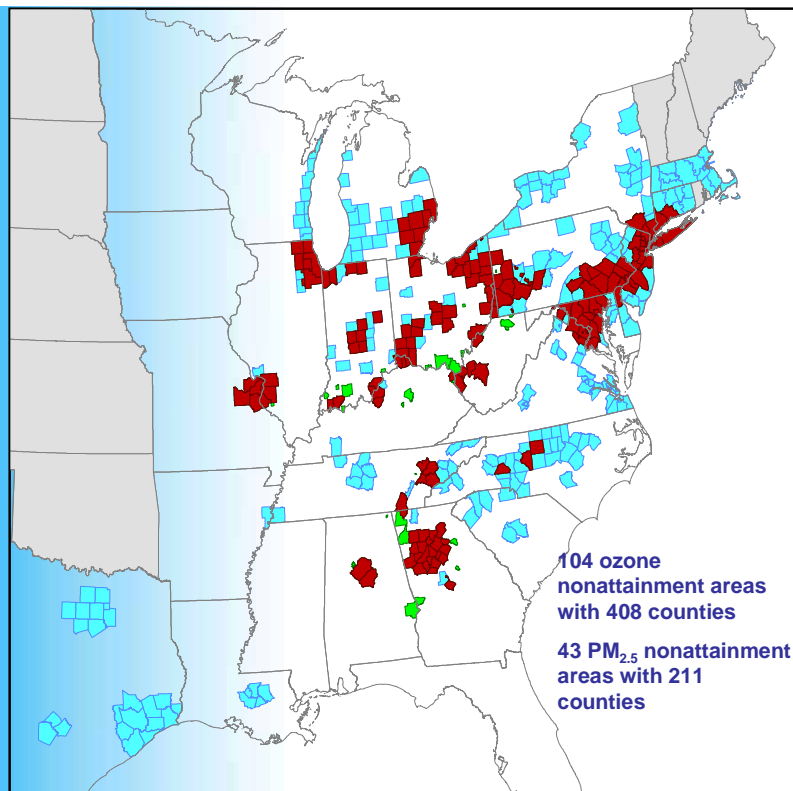 104 ozone
nonattainment areas
with 408 counties
43 PM2.5 nonattainment
areas with 211
counties